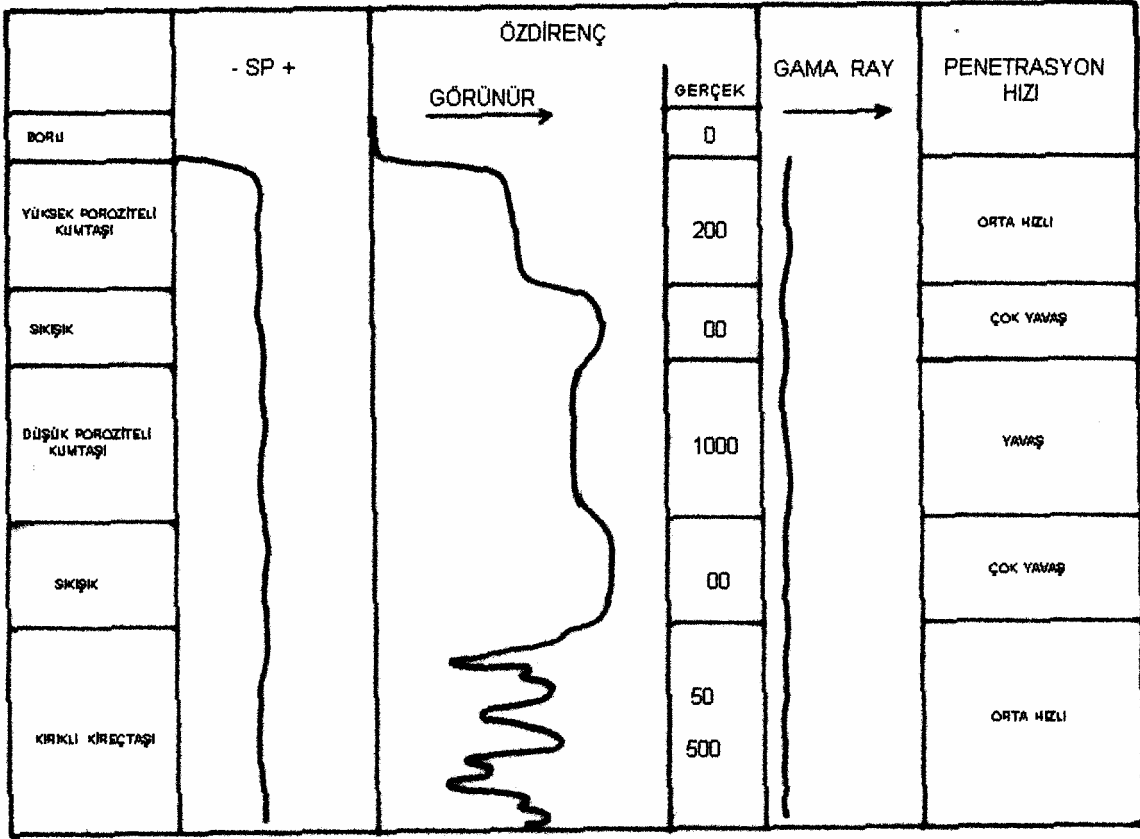 - SP +
ÖZDİRENÇ
GÖRÜNÜR
GERÇEK
GAMA RAY
PENETRASYON
HIZI
BORU
0
YÜKSEK POROZİTELİ
KUMTAŞI
200
ORTA HIZLI
SIKIŞIK
00
ÇOK YAVAŞ
DÜŞÜK POROZİTELİ
KUMTAŞI
1000
YAVAŞ
SIKIŞIK
00
ÇOK YAVAŞ
KIRIKLI KİREÇTAŞI
50
500
ORTA HIZLI